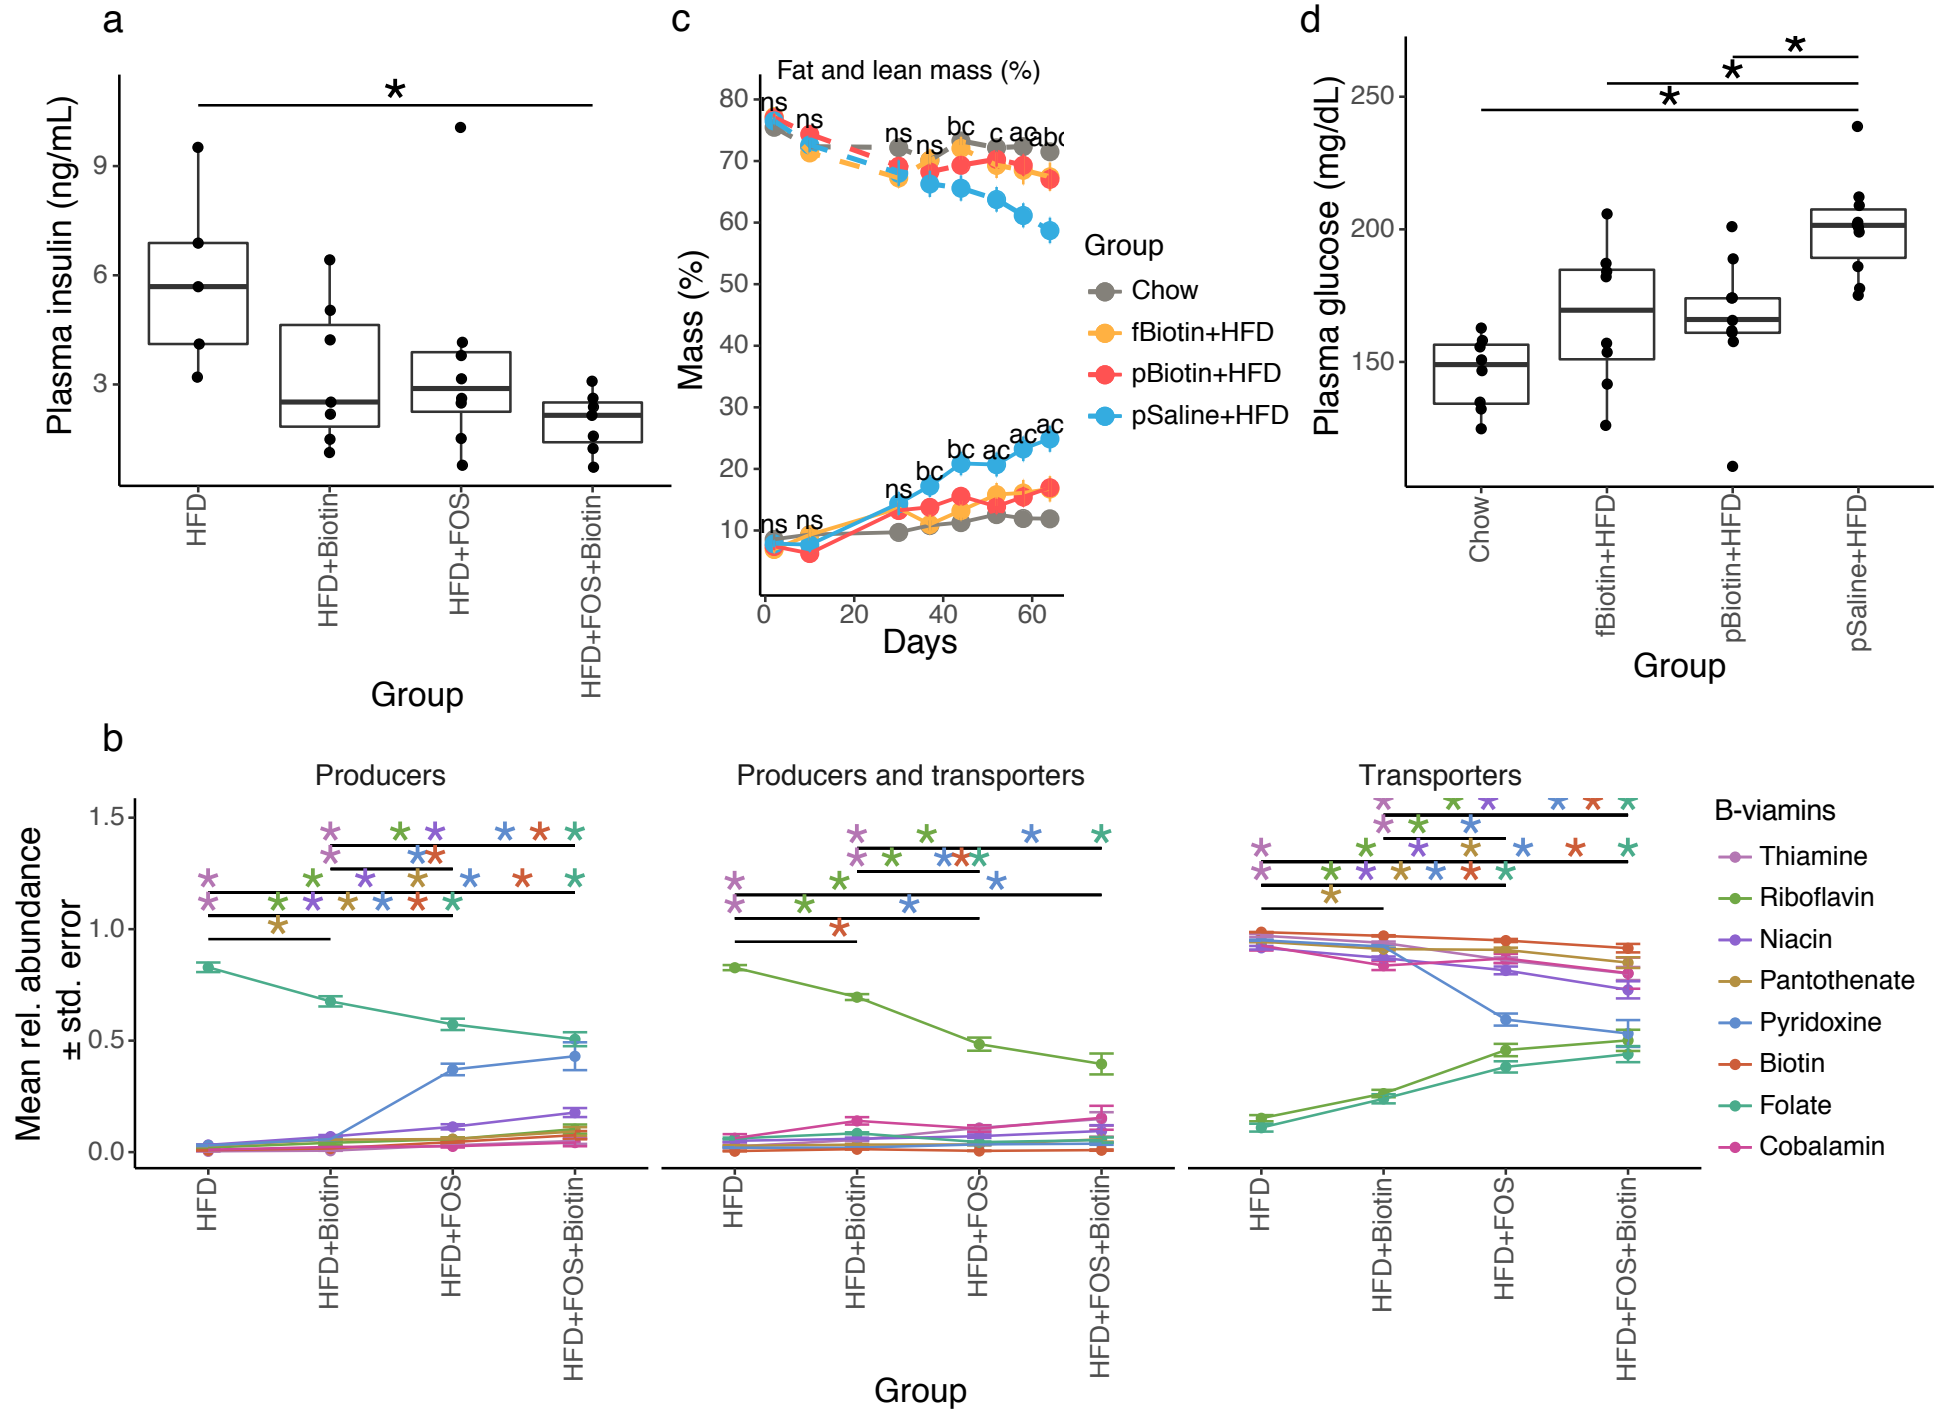 a
Plasma insulin (ng/mL)
9
6
3
*
HFD
HFD+Biotin
HFD+FOS
HFD+FOS+Biotin
Group
c
Fat and lean mass (%)
Mass (%)
80
70
60
50
40
30
20
10
ns
ns
ns
ns
bc
c
ac
abc
ns
ns
ns
bc
bc
ac
ac
ac
0
20
40
60
Days
Group
Chow
fBiotin+HFD
pBiotin+HFD
pSaline+HFD
d
Plasma glucose (mg/dL)
250
200
150
*
*
*
Chow
fBiotin+HFD
pBiotin+HFD
pSaline+HFD
Group
b
Mean rel. abundance
± std. error
1.5
1.0
0.5
0.0
Producers
* * * * * *
* * *
* * * * * * *
* * * * * * *
*
HFD
HFD+Biotin
HFD+FOS
HFD+FOS+Biotin
Producers and transporters
* * * *
* * * * *
* * *
* * *
*
HFD
HFD+Biotin
HFD+FOS
HFD+FOS+Biotin
Transporters
* * * * * *
* * *
* * * * * * *
* * * * * * *
*
HFD
HFD+Biotin
HFD+FOS
HFD+FOS+Biotin
Group
B-viamins
Thiamine
Riboflavin
Niacin
Pantothenate
Pyridoxine
Biotin
Folate
Cobalamin